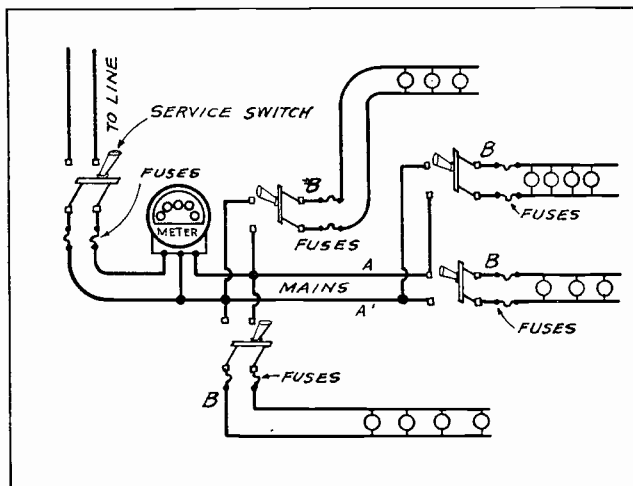 TO LINE
SERVICE SWITCH
FUSES
METER
B
FUSES
B
FUSES
A
MAINS
A'
B
FUSES
FUSES
B